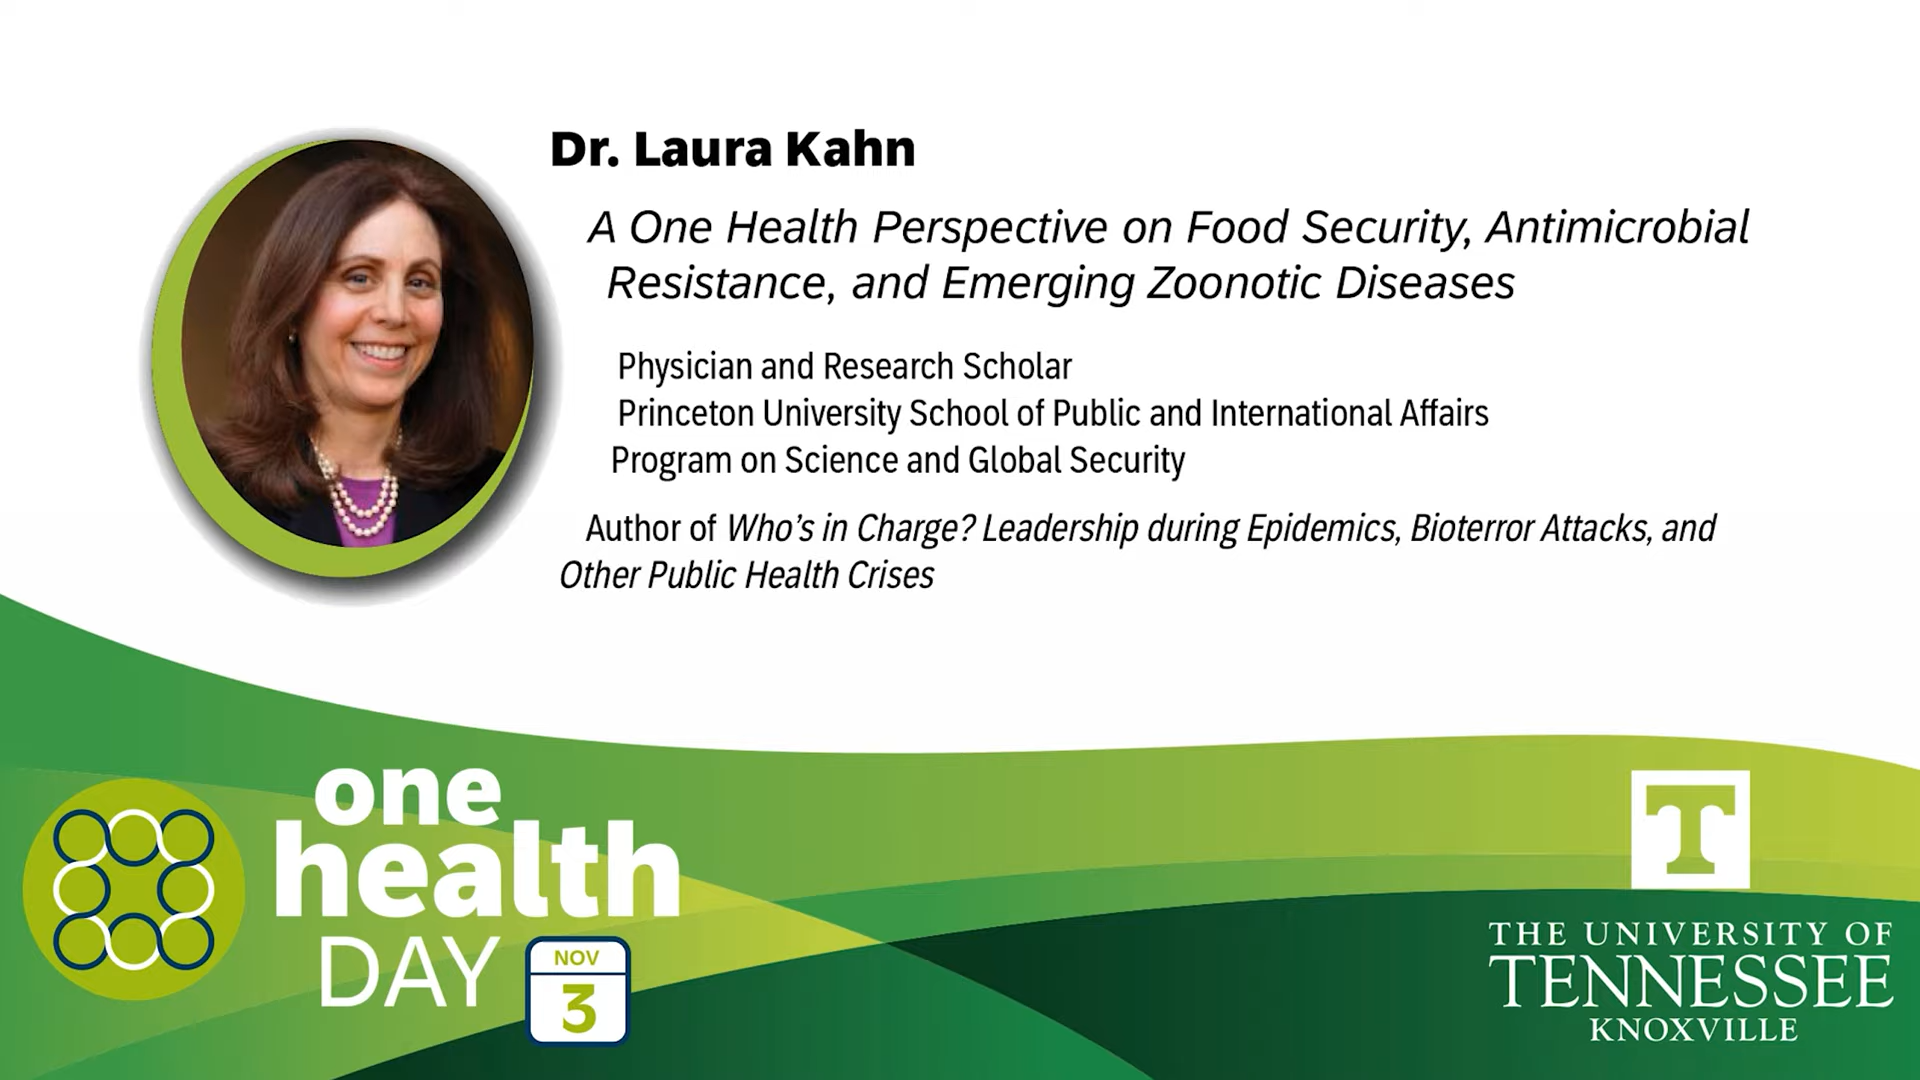 Dr. Laura Kahn
A One Health Perspective on Food Security, Antimicrobial
Resistance, and Emerging Zoonotic Diseases
Physician and Research Scholar
Princeton University School of Public and International Affairs
Program on Science and Global Security
Author of Who’s in Charge? Leadership during Epidemics, Bioterror Attacks, and
Other Public Health Crises
one
health
DAY
NOV
3
T
THE UNIVERSITY OF
TENNESSEE
KNOXVILLE